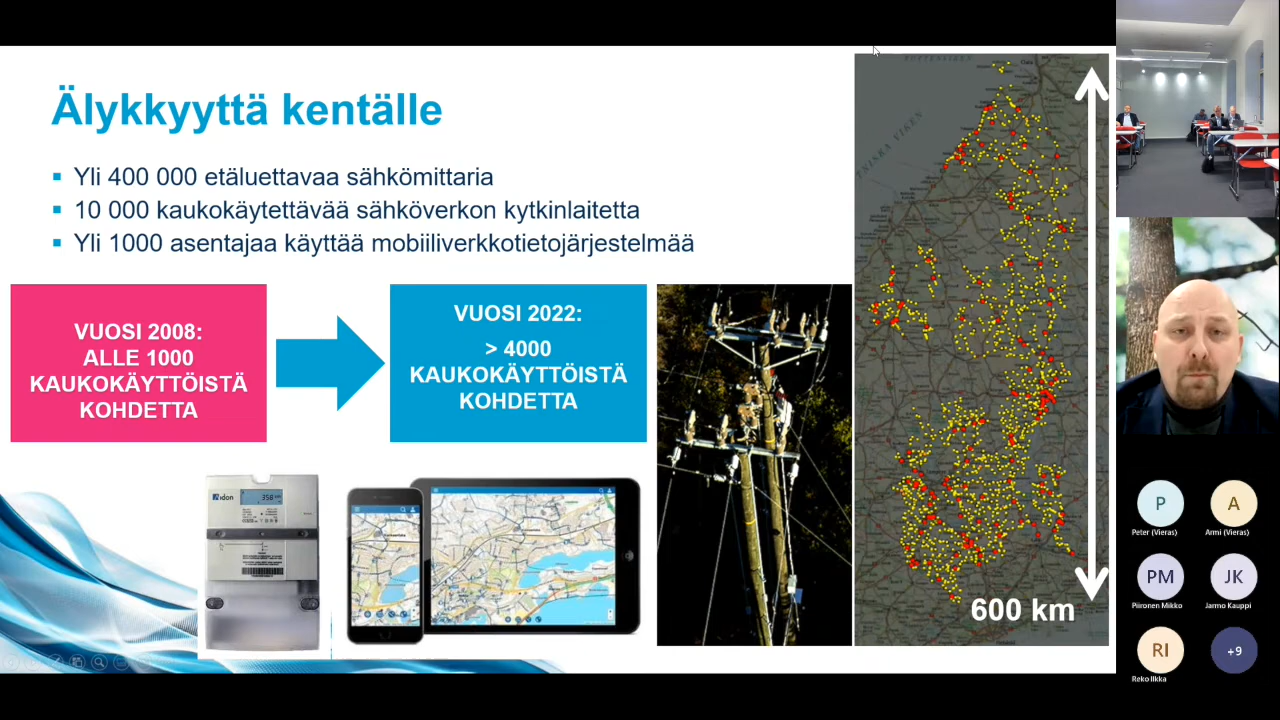 Älykkyyttä kentälle
Yli 400 000 etäluettavaa sähkömittaria
10 000 kaukokäytettävää sähköverkon kytkinlaitetta
Yli 1000 asentajaa käyttää mobiiliverkkotietojärjestelmää
VUOSI 2008:
ALLE 1000
KAUKOKÄYTTÖISTÄ
KOHDETTA
VUOSI 2022:
> 4000
KAUKOKÄYTTÖISTÄ
KOHDETTA
Aidon
358
600 km
P
Peter (Vieras)
A
Armi (Vieras)
PM
Piironen Mikko
JK
Jarmo Kauppi
RI
Reko Ilkka
+9